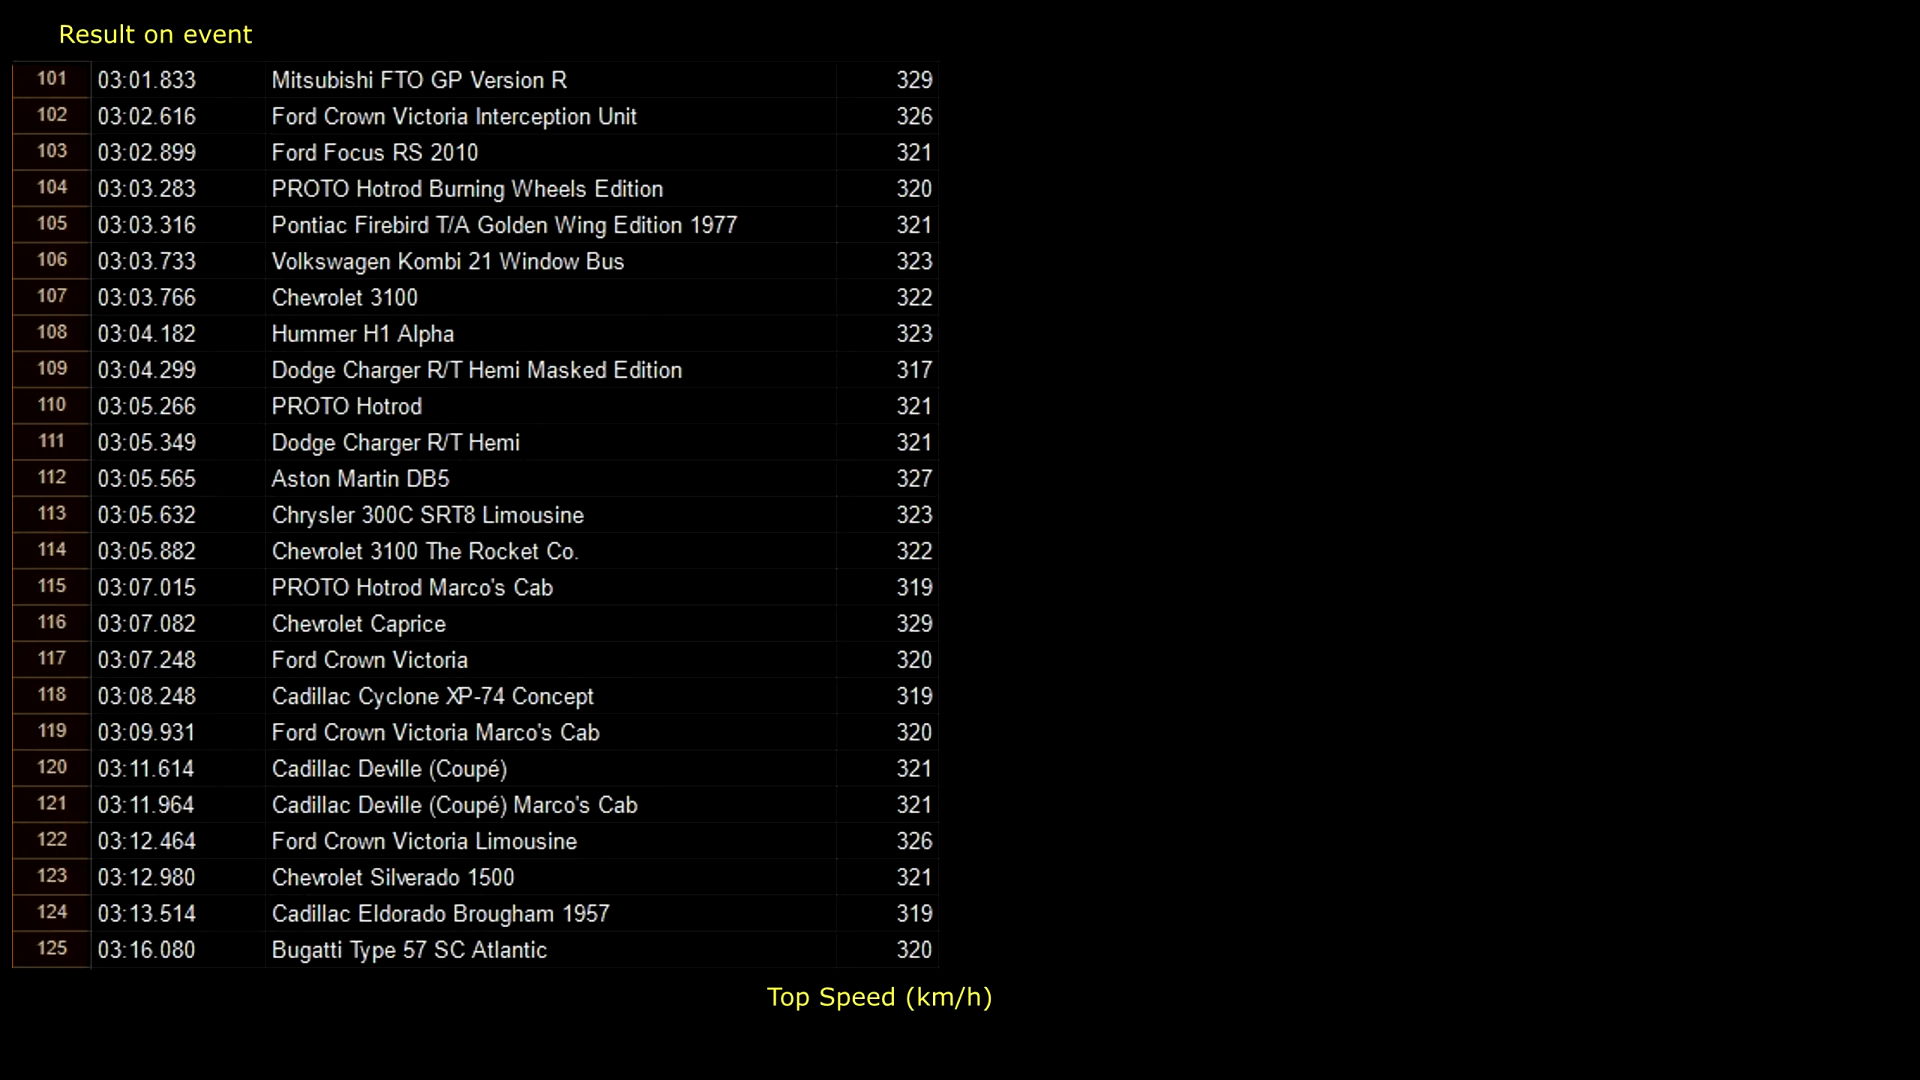 Result on event
101 03:01.833 Mitsubishi FTO GP Version R 329
102 03:02.616 Ford Crown Victoria Interception Unit 326
103 03:02.899 Ford Focus RS 2010 321
104 03:03.283 PROTO Hotrod Burning Wheels Edition 320
105 03:03.316 Pontiac Firebird T/A Golden Wing Edition 1977 321
106 03:03.733 Volkswagen Kombi 21 Window Bus 323
107 03:03.766 Chevrolet 3100 322
108 03:04.182 Hummer H1 Alpha 323
109 03:04.299 Dodge Charger R/T Hemi Masked Edition 317
110 03:05.266 PROTO Hotrod 321
111 03:05.349 Dodge Charger R/T Hemi 321
112 03:05.565 Aston Martin DB5 327
113 03:05.632 Chrysler 300C SRT8 Limousine 323
114 03:05.882 Chevrolet 3100 The Rocket Co. 322
115 03:07.015 PROTO Hotrod Marco's Cab 319
116 03:07.082 Chevrolet Caprice 329
117 03:07.248 Ford Crown Victoria 320
118 03:08.248 Cadillac Cyclone XP-74 Concept 319
119 03:09.931 Ford Crown Victoria Marco's Cab 320
120 03:11.614 Cadillac Deville (Coupé) 321
121 03:11.964 Cadillac Deville (Coupé) Marco's Cab 321
122 03:12.464 Ford Crown Victoria Limousine 326
123 03:12.980 Chevrolet Silverado 1500 321
124 03:13.514 Cadillac Eldorado Brougham 1957 319
125 03:16.080 Bugatti Type 57 SC Atlantic 320
Top Speed (km/h)